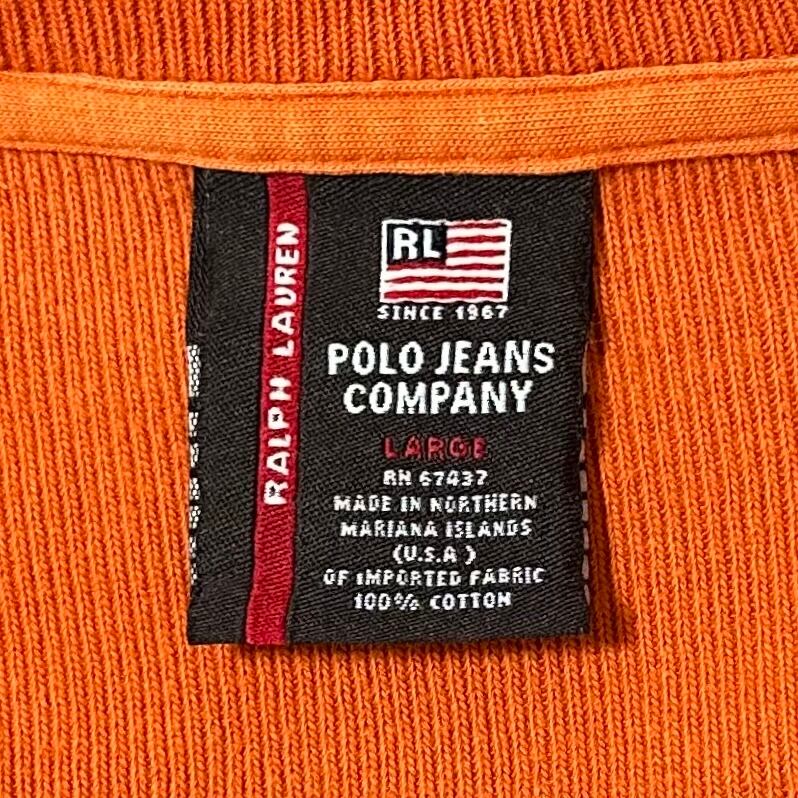 RALPH LAUREN
RL
SINCE 1967
POLO JEANS
COMPANY
LARGE
RN 67437
MADE IN NORTHERN
MARIANA ISLANDS
(U.S.A )
OF IMPORTED FABRIC
100% COTTON